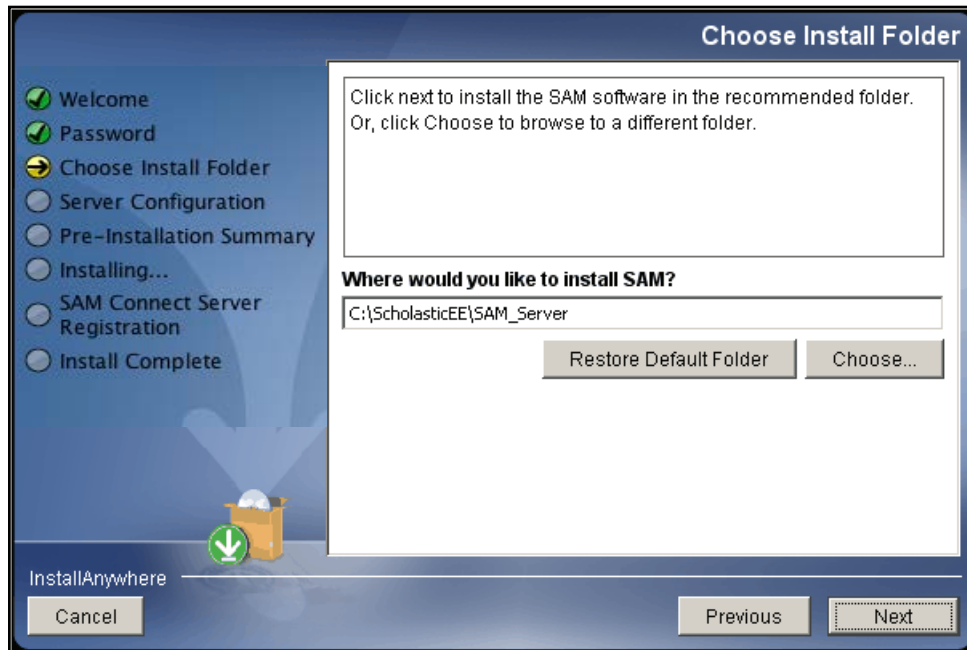 Choose Install Folder
Welcome
Password
Choose Install Folder
Server Configuration
Pre-Installation Summary
Installing...
SAM Connect Server
Registration
Install Complete
Click next to install the SAM software in the recommended folder.
Or, click Choose to browse to a different folder.
Where would you like to install SAM?
C:\ScholasticEE\SAM_Server
Restore Default Folder
Choose...
InstallAnywhere
Cancel
Previous
Next